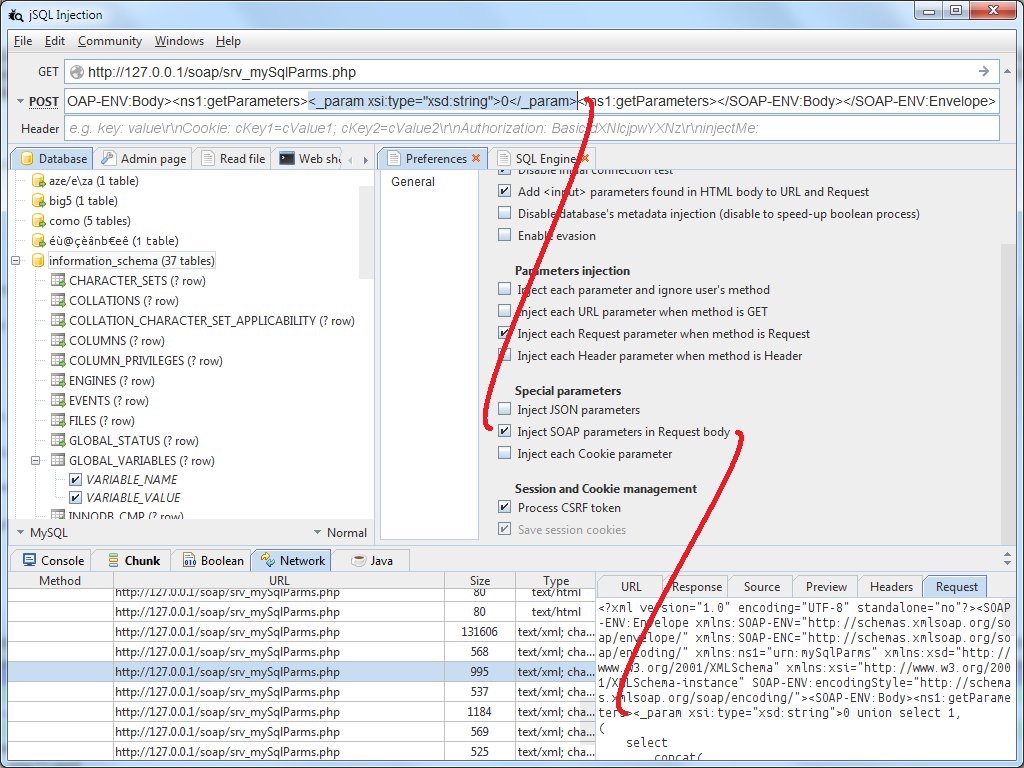 jSQL Injection
File Edit Community Windows Help
GET http://127.0.0.1/soap/srv_mySqlParms.php
POST OAP-ENV:Body><ns1:getParameters><_param xsi:type="xsd:string">0</_param><ns1:getParameters></SOAP-ENV:Body></SOAP-ENV:Envelope>
Header e.g. key: value\r\nCookie: cKey1=cValue1; cKey2=cValue2\r\nAuthorization: Basic dXNlcjpwYXNz\r\ninjectMe:
Database Admin page Read file Web sh
Preferences SQL Engine
aze/e\za (1 table)
big5 (1 table)
como (5 tables)
éù@çèânb€eê (1 table)
information_schema (37 tables)
CHARACTER_SETS (? row)
COLLATIONS (? row)
COLLATION_CHARACTER_SET_APPLICABILITY (? row)
COLUMNS (? row)
COLUMN_PRIVILEGES (? row)
ENGINES (? row)
EVENTS (? row)
FILES (? row)
GLOBAL_STATUS (? row)
GLOBAL_VARIABLES (? row)
VARIABLE_NAME
VARIABLE_VALUE
INNODB_CMP (? row)
MySQL Normal
General
Disable initial connection test
Add <input> parameters found in HTML body to URL and Request
Disable database's metadata injection (disable to speed-up boolean process)
Enable evasion
Parameters injection
Inject each parameter and ignore user's method
Inject each URL parameter when method is GET
Inject each Request parameter when method is Request
Inject each Header parameter when method is Header
Special parameters
Inject JSON parameters
Inject SOAP parameters in Request body
Inject each Cookie parameter
Session and Cookie management
Process CSRF token
Save session cookies
Console Chunk Boolean Network Java
Method URL Size Type
http://127.0.0.1/soap/srv_mySqlParms.php 80 text/html
http://127.0.0.1/soap/srv_mySqlParms.php 80 text/html
http://127.0.0.1/soap/srv_mySqlParms.php 131606 text/xml; cha...
http://127.0.0.1/soap/srv_mySqlParms.php 568 text/xml; cha...
http://127.0.0.1/soap/srv_mySqlParms.php 995 text/xml; cha...
http://127.0.0.1/soap/srv_mySqlParms.php 537 text/xml; cha...
http://127.0.0.1/soap/srv_mySqlParms.php 1184 text/xml; cha...
http://127.0.0.1/soap/srv_mySqlParms.php 569 text/xml; cha...
http://127.0.0.1/soap/srv_mySqlParms.php 525 text/xml; cha...
URL Response Source Preview Headers Request
<?xml version="1.0" encoding="UTF-8" standalone="no"?><SOAP
-ENV:Envelope xmlns:SOAP-ENV="http://schemas.xmlsoap.org/so
ap/envelope/" xmlns:SOAP-ENC="http://schemas.xmlsoap.org/so
ap/encoding/" xmlns:ns1="urn:mySqlParms" xmlns:xsd="http://
www.w3.org/2001/XMLSchema" xmlns:xsi="http://www.w3.org/200
1/XMLSchema-instance" SOAP-ENV:encodingStyle="http://schema
s.xmlsoap.org/soap/encoding/"><SOAP-ENV:Body><ns1:getParame
ters><_param xsi:type="xsd:string">0 union select 1,
(
select
concat(